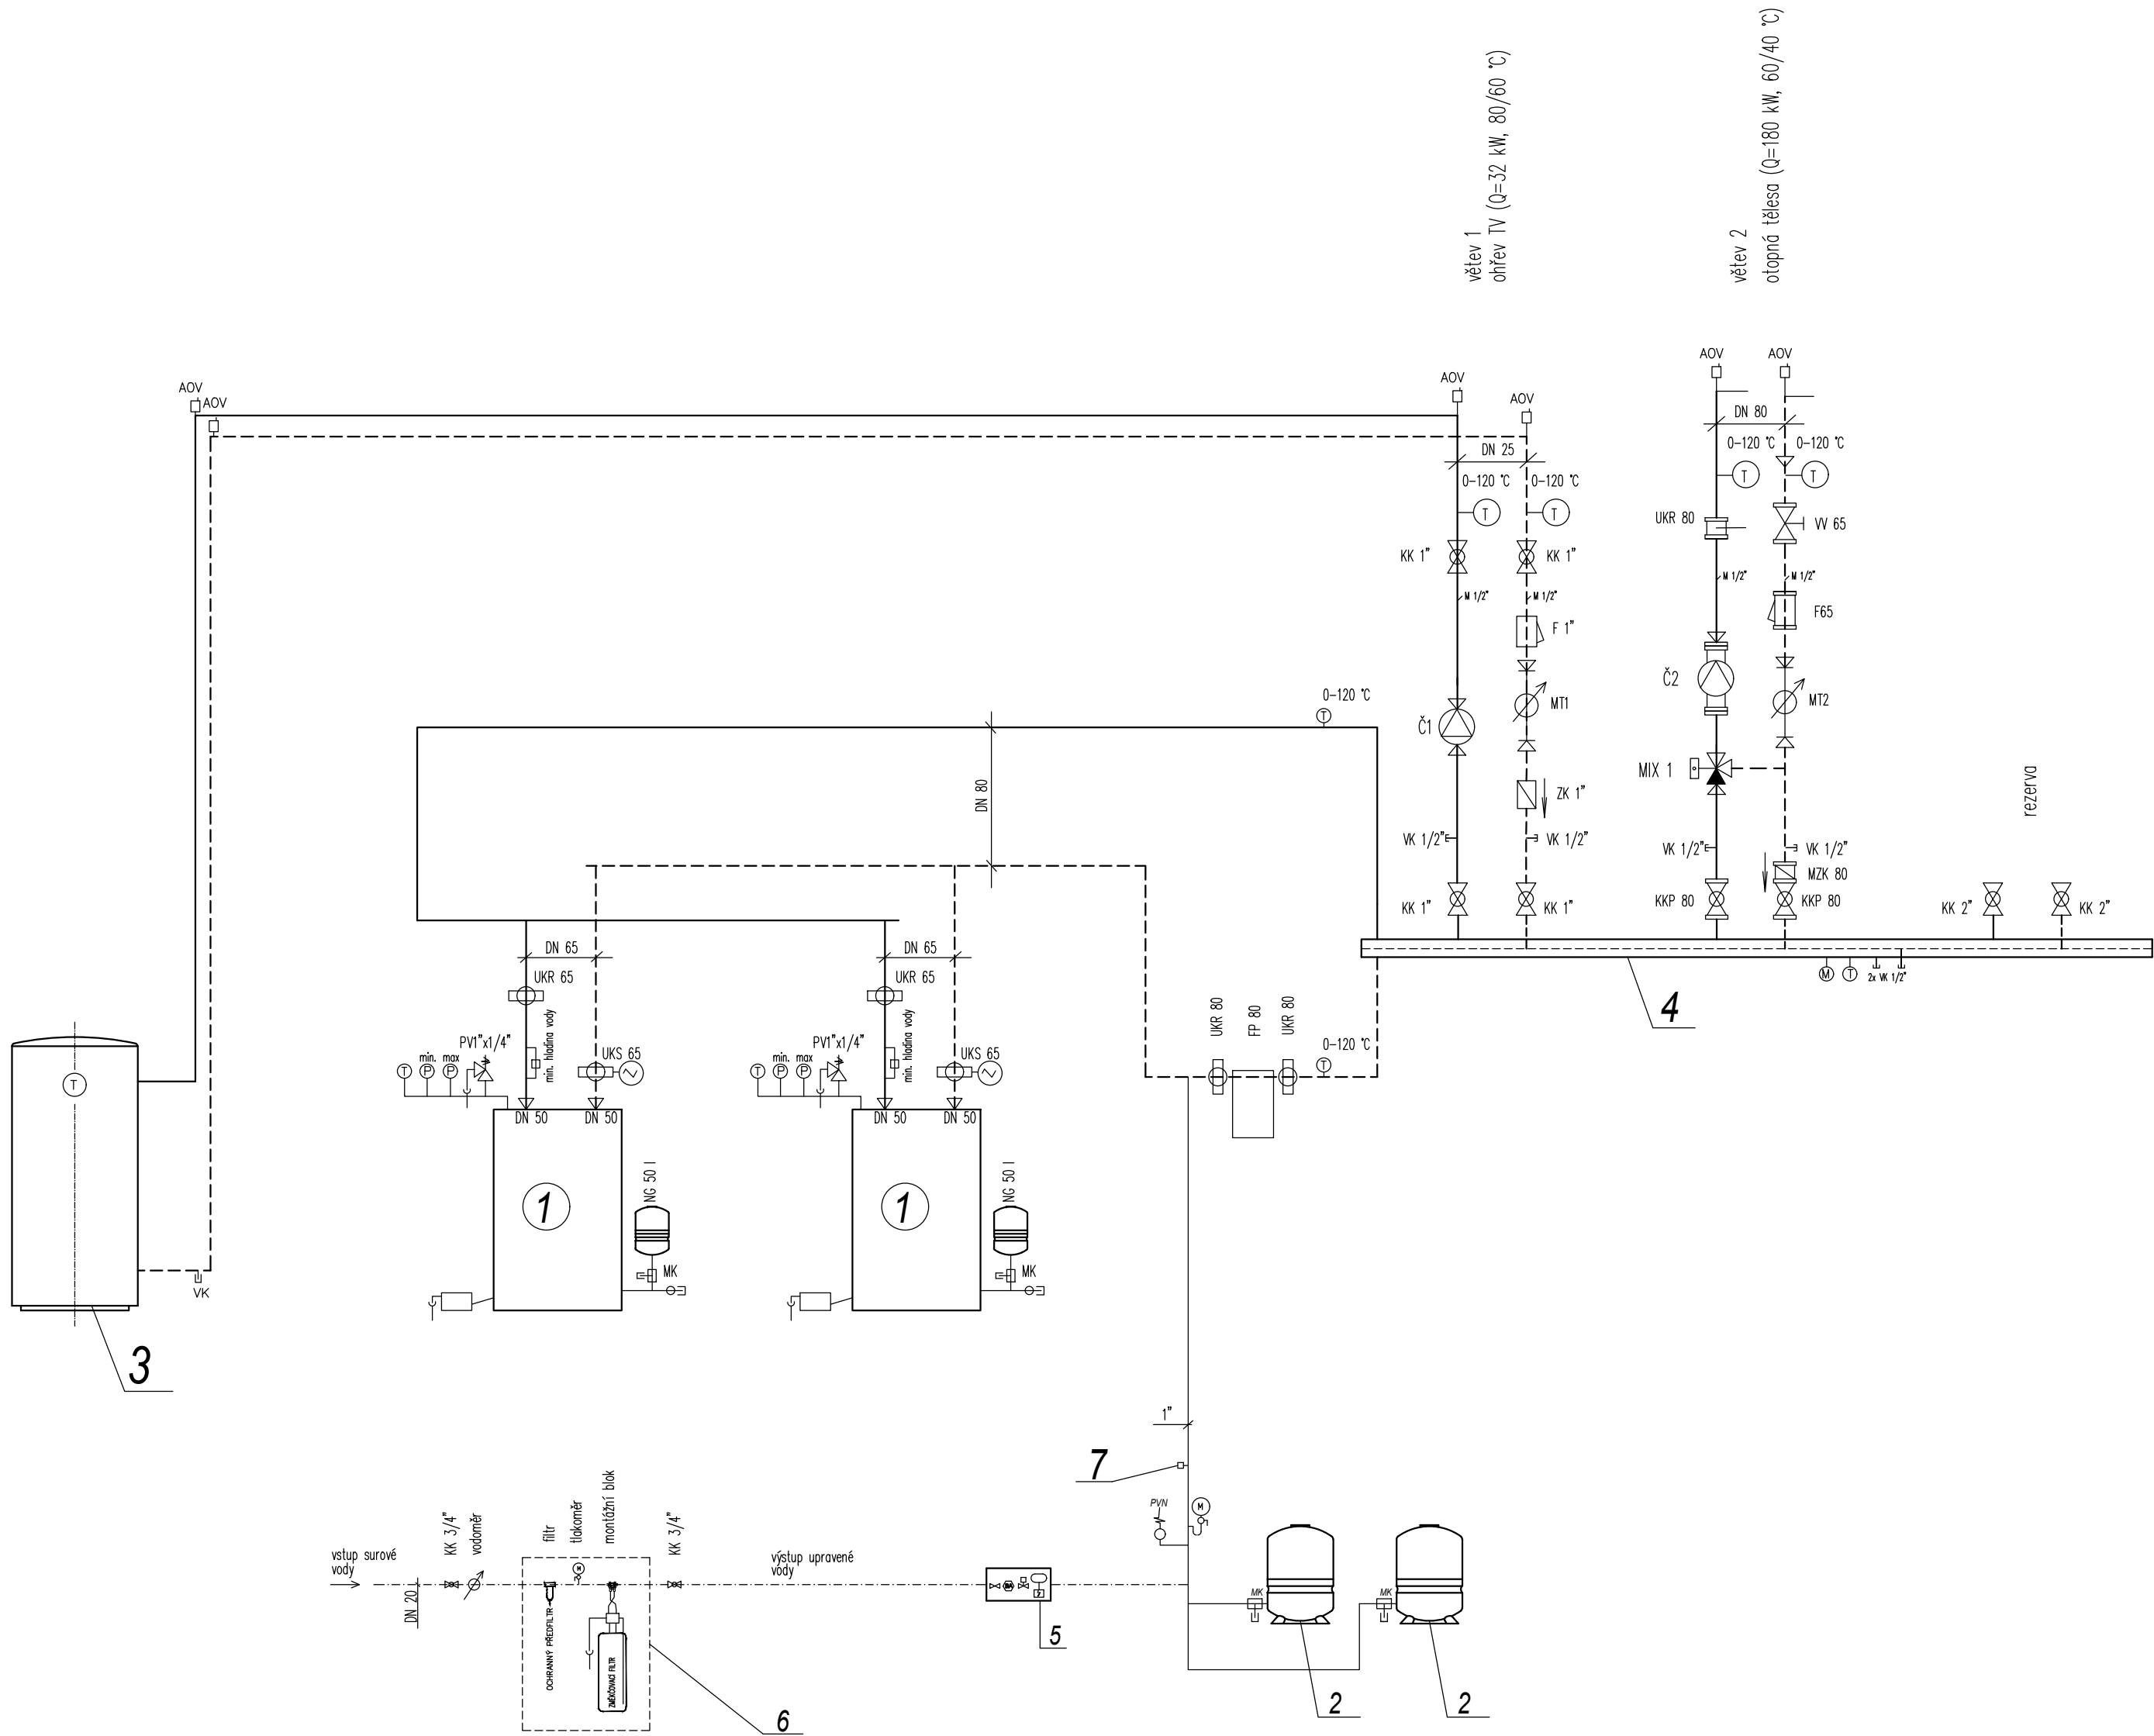 větev 1
ohřev TV (Q=32 kW, 80/60 °C)
větev 2
otopná tělesa (Q=180 kW, 60/40 °C)
AOV
AOV
AOV
AOV
AOV
AOV
DN 25
DN 80
0-120 °C
0-120 °C
0-120 °C
0-120 °C
T
T
T
T
KK 1"
KK 1"
UKR 80
VV 65
M 1/2"
M 1/2"
M 1/2"
M 1/2"
F 1"
F65
Č1
MT1
Č2
MT2
MIX 1
ZK 1"
VK 1/2"
VK 1/2"
VK 1/2"
VK 1/2"
MZK 80
KK 1"
KK 1"
KKP 80
KKP 80
rezerva
KK 2"
KK 2"
M
T
2x VK 1/2"
4
0-120 °C
T
DN 80
DN 65
DN 65
UKR 65
UKR 65
min. hladina vody
min. hladina vody
PV1"x1/4"
PV1"x1/4"
min. max
min. max
T
P
P
T
P
P
UKS 65
UKS 65
DN 50
DN 50
DN 50
DN 50
1
1
NG 50 l
NG 50 l
MK
MK
UKR 80
FP 80
UKR 80
0-120 °C
T
T
VK
3
1"
7
PVN
M
MK
MK
2
2
vstup surové
vody
DN 20
KK 3/4"
vodoměr
filtr
tlakoměr
montážní blok
KK 3/4"
M
OCHRANNÝ PŘEDFILTR
ZMĚKČOVACÍ FILTR
výstup upravené
vody
5
6